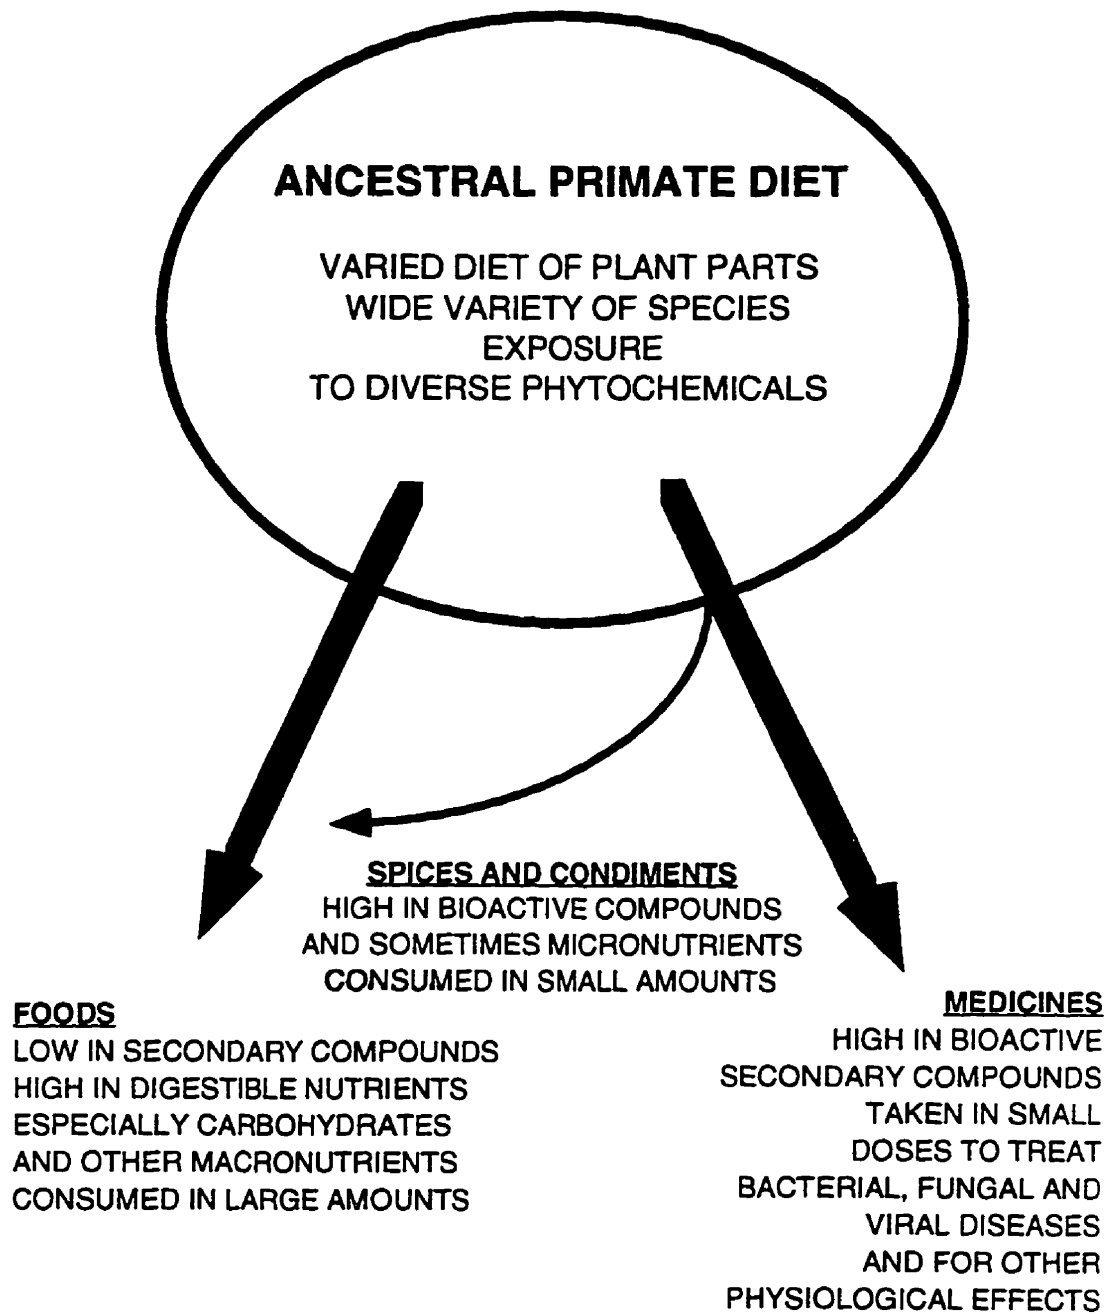 ANCESTRAL PRIMATE DIET
VARIED DIET OF PLANT PARTS
WIDE VARIETY OF SPECIES
EXPOSURE
TO DIVERSE PHYTOCHEMICALS
SPICES AND CONDIMENTS
HIGH IN BIOACTIVE COMPOUNDS
AND SOMETIMES MICRONUTRIENTS
CONSUMED IN SMALL AMOUNTS
FOODS
LOW IN SECONDARY COMPOUNDS
HIGH IN DIGESTIBLE NUTRIENTS
ESPECIALLY CARBOHYDRATES
AND OTHER MACRONUTRIENTS
CONSUMED IN LARGE AMOUNTS
MEDICINES
HIGH IN BIOACTIVE
SECONDARY COMPOUNDS
TAKEN IN SMALL
DOSES TO TREAT
BACTERIAL, FUNGAL AND
VIRAL DISEASES
AND FOR OTHER
PHYSIOLOGICAL EFFECTS